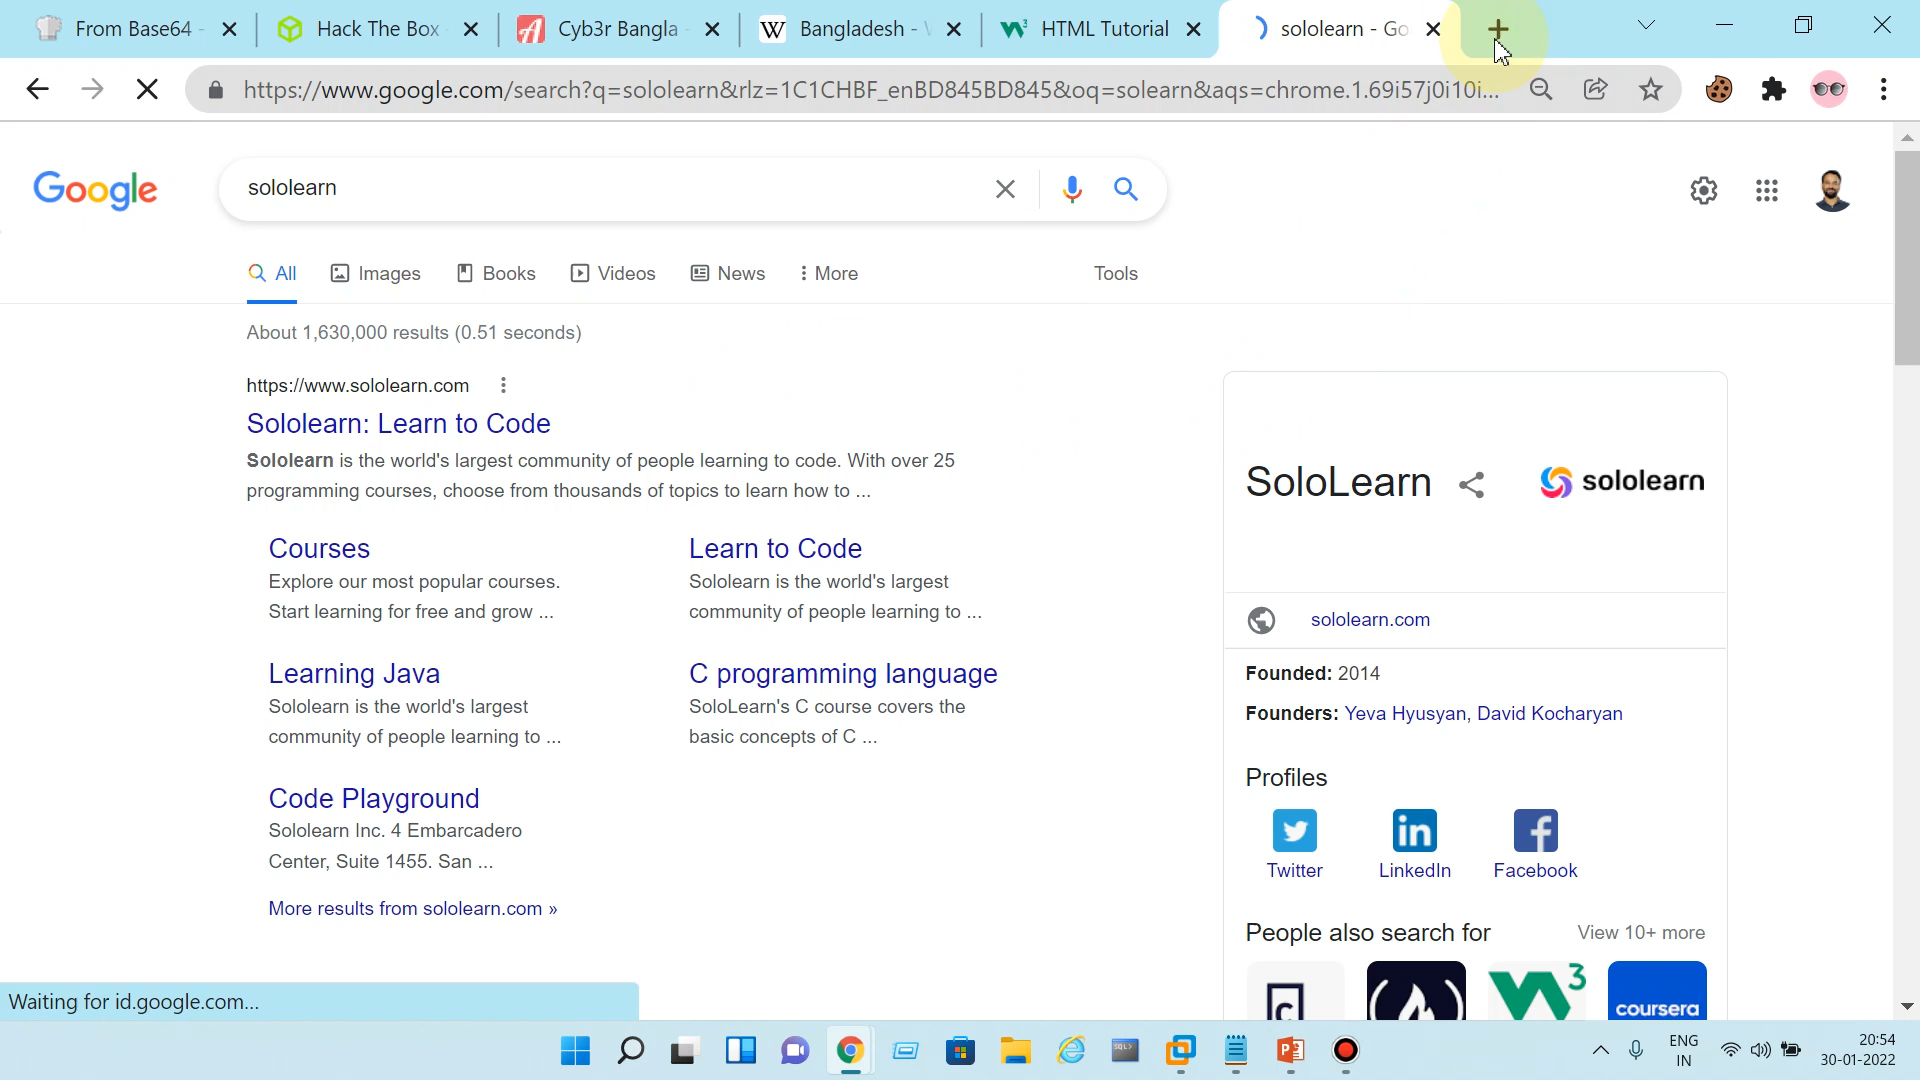 From Base64 -
Hack The Box
Cyb3r Bangla
Bangladesh -
HTML Tutorial
sololearn - Go
https://www.google.com/search?q=sololearn&rlz=1C1CHBF_enBD845BD845&oq=solearn&aqs=chrome.1.69i57j0i10i...
Google
sololearn
All
Images
Books
Videos
News
More
Tools
About 1,630,000 results (0.51 seconds)
https://www.sololearn.com
Sololearn: Learn to Code
Sololearn is the world's largest community of people learning to code. With over 25
programming courses, choose from thousands of topics to learn how to ...
Courses
Explore our most popular courses.
Start learning for free and grow ...
Learn to Code
Sololearn is the world's largest
community of people learning to ...
Learning Java
Sololearn is the world's largest
community of people learning to ...
C programming language
SoloLearn's C course covers the
basic concepts of C ...
Code Playground
Sololearn Inc. 4 Embarcadero
Center, Suite 1455. San ...
More results from sololearn.com »
SoloLearn
sololearn
sololearn.com
Founded: 2014
Founders: Yeva Hyusyan, David Kocharyan
Profiles
Twitter
LinkedIn
Facebook
People also search for
View 10+ more
coursera
Waiting for id.google.com...
ENG
IN
20:54
30-01-2022